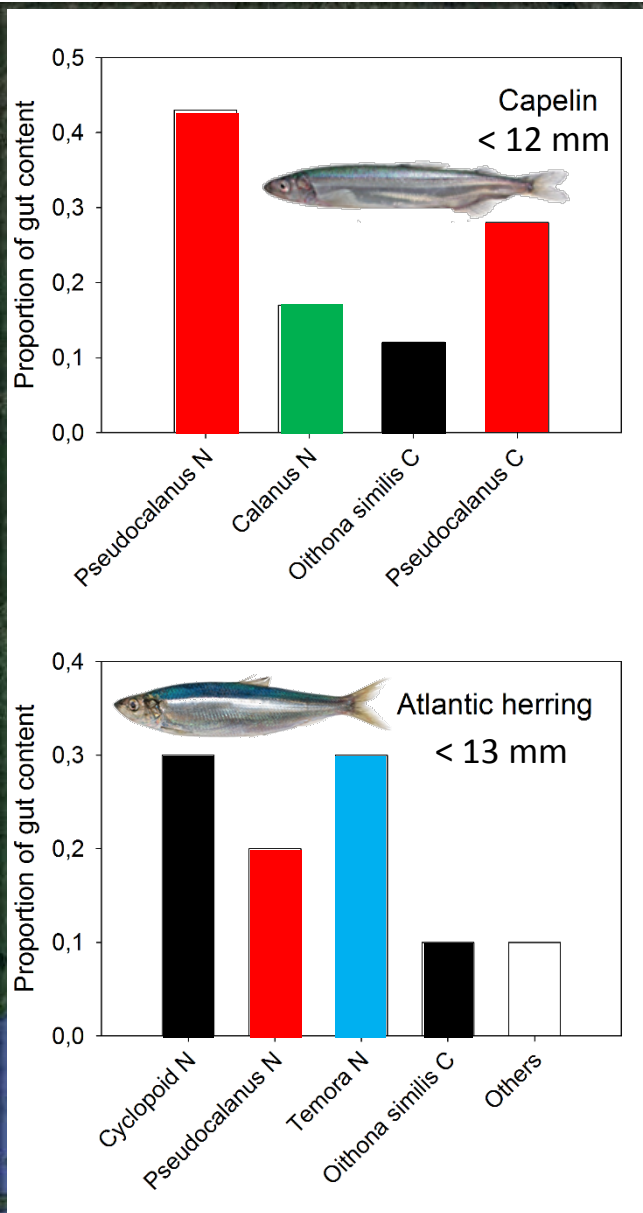 Proportion of gut content
0,5
0,4
0,3
0,2
0,1
0,0
Capelin
< 12 mm
Pseudocalanus N
Calanus N
Oithona similis C
Pseudocalanus C
Proportion of gut content
0,4
0,3
0,2
0,1
0,0
Atlantic herring
< 13 mm
Cyclopoid N
Pseudocalanus N
Temora N
Oithona similis C
Others